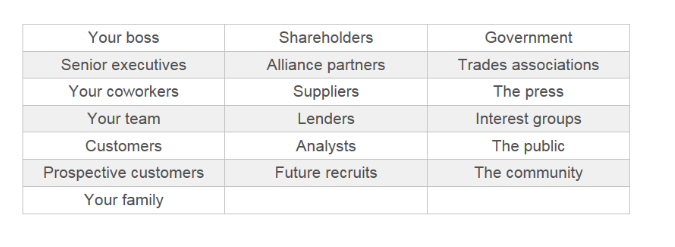 Your boss Shareholders Government
Senior executives Alliance partners Trades associations
Your coworkers Suppliers The press
Your team Lenders Interest groups
Customers Analysts The public
Prospective customers Future recruits The community
Your family